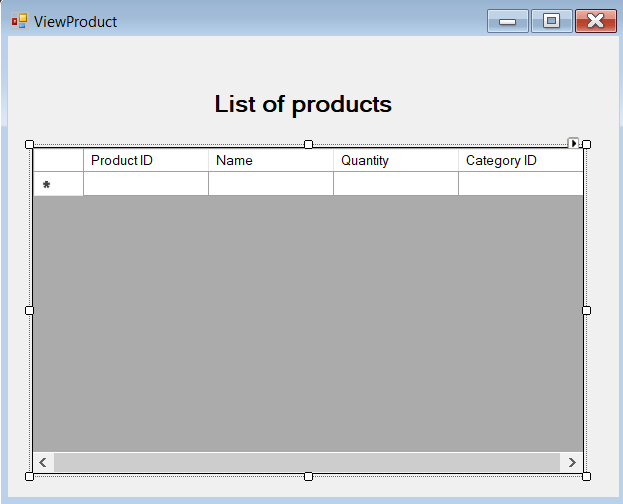 ViewProduct
List of products
Product ID Name Quantity Category ID
*